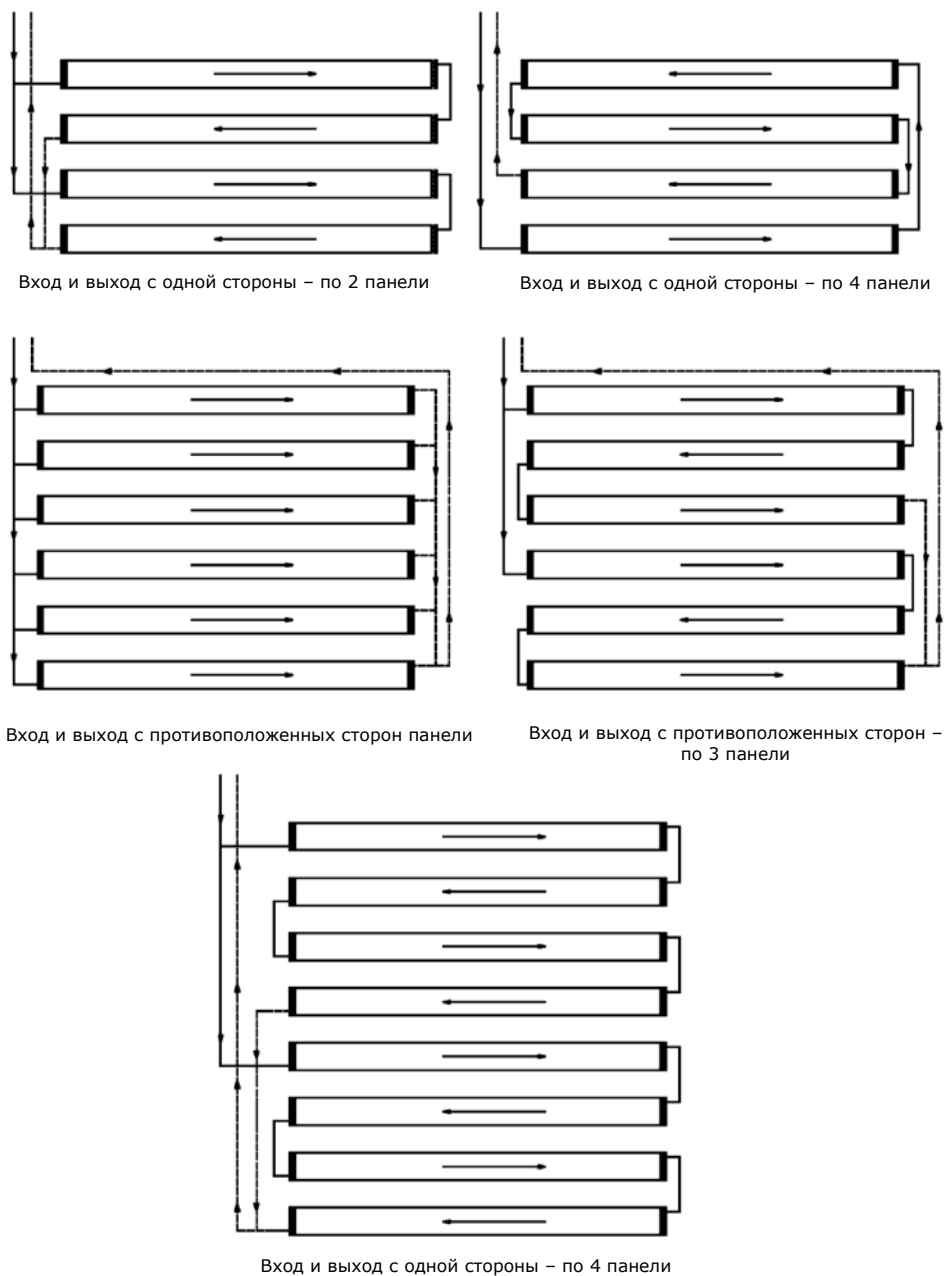 Вход и выход с одной стороны – по 2 панели
Вход и выход с одной стороны – по 4 панели
Вход и выход с противоположенных сторон панели
Вход и выход с противоположенных сторон –
по 3 панели
Вход и выход с одной стороны – по 4 панели